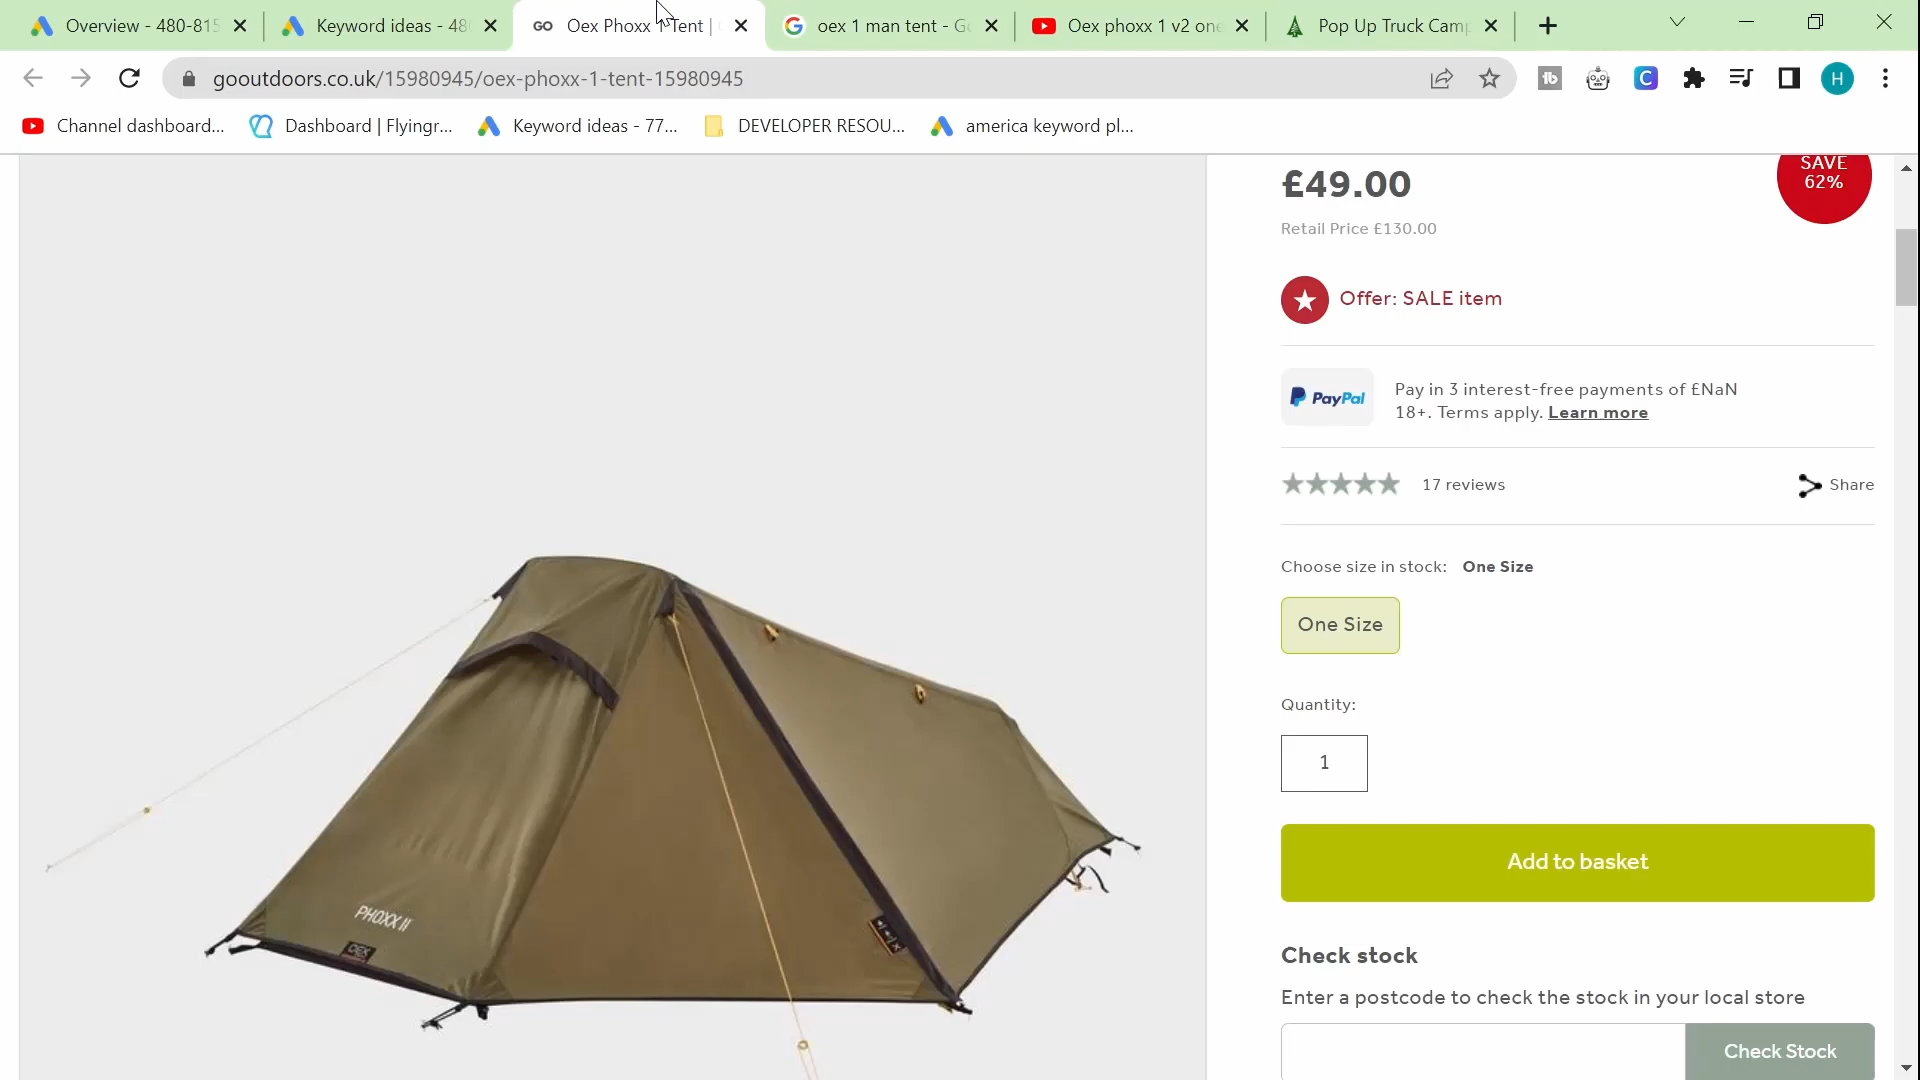 Overview - 480-815
Keyword ideas - 48
GO Oex Phoxx 1 Tent |
oex 1 man tent - Go
Oex phoxx 1 v2 one
Pop Up Truck Camp
gooutdoors.co.uk/15980945/oex-phoxx-1-tent-15980945
H
Channel dashboard...
Dashboard | Flyingr...
Keyword ideas - 77...
DEVELOPER RESOU...
america keyword pl...
£49.00
SAVE
62%
Retail Price £130.00
Offer: SALE item
PayPal
Pay in 3 interest-free payments of £NaN
18+. Terms apply. Learn more
17 reviews
Share
Choose size in stock: One Size
One Size
Quantity:
1
Add to basket
Check stock
Enter a postcode to check the stock in your local store
Check Stock
PHOXX II
OEX